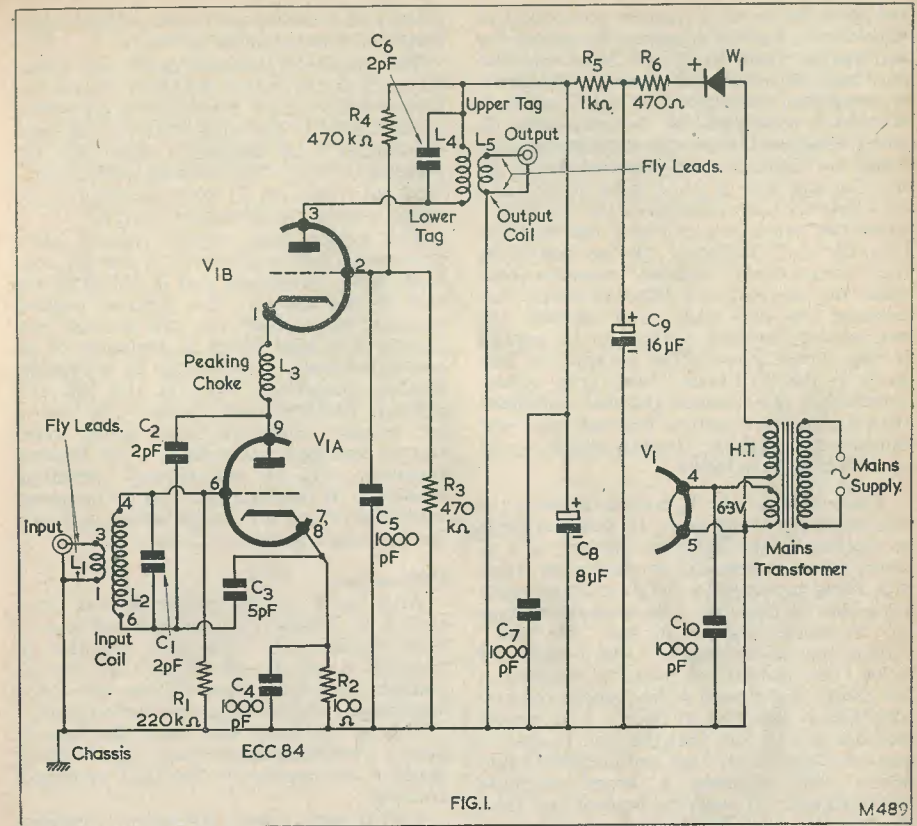 C6
2pF
R4
470kΩ
L4
Upper Tag
L5
Output
R5
1kΩ
R6
470Ω
+
W1
Fly Leads.
Lower
Tag
Output
Coil
3
V1B
2
1
Peaking
Choke
L3
C9
16μF
+
-
Fly Leads.
C2
2pF
9
V1A
6
7,
8
Input
3
4
L1
1
L2
6
Input
Coil
C1
2pF
C3
5pF
R1
220kΩ
C4
1000
pF
R2
100
Ω
C5
1000
pF
R3
470
kΩ
C7
1000
pF
+
-
C8
8μF
V1
4
5
H.T.
6·3V
Mains
Supply.
Mains
Transformer
C10
1000
pF
Chassis
ECC 84
FIG.1.
M489